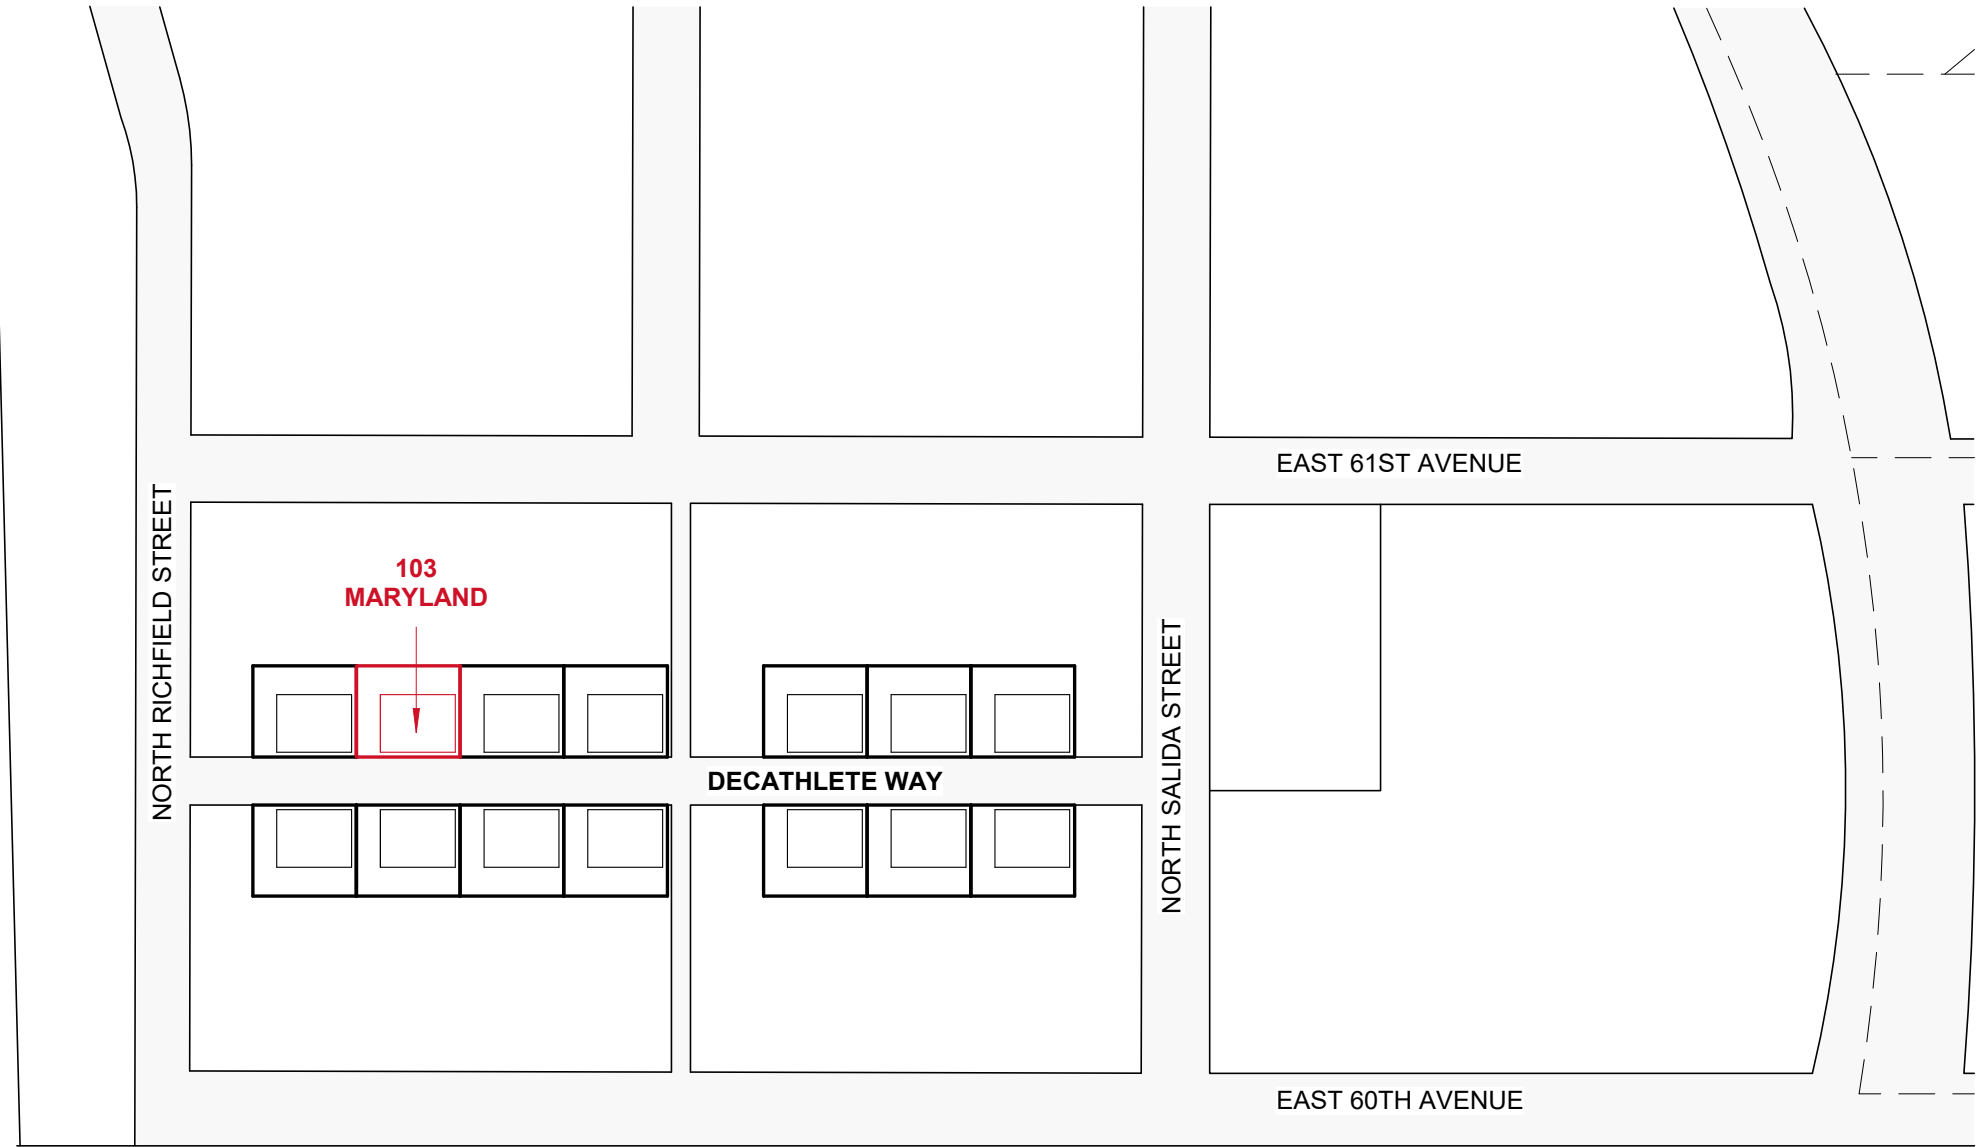 EAST 61ST AVENUE
NORTH RICHFIELD STREET
103
MARYLAND
NORTH SALIDA STREET
DECATHLETE WAY
EAST 60TH AVENUE